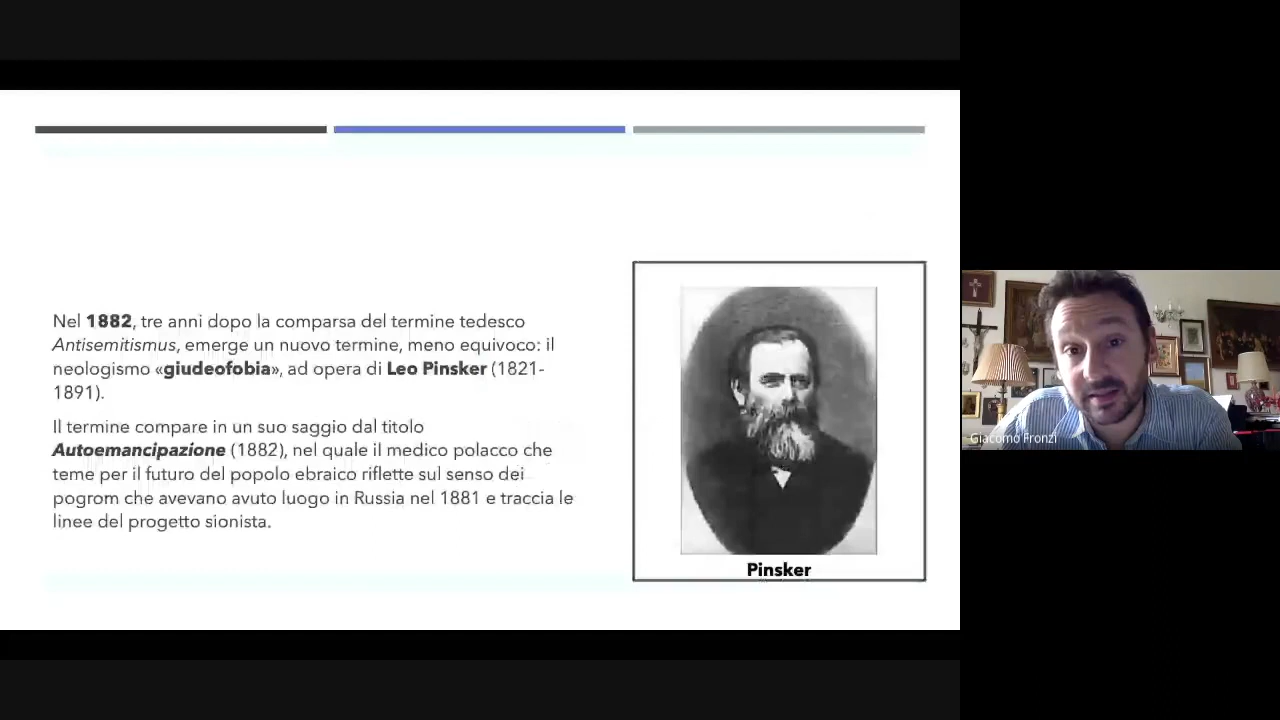 Nel 1882, tre anni dopo la comparsa del termine tedesco
Antisemitismus, emerge un nuovo termine, meno equivoco: il
neologismo «giudeofobia», ad opera di Leo Pinsker (1821-
1891).
Il termine compare in un suo saggio dal titolo
Autoemancipazione (1882), nel quale il medico polacco che
teme per il futuro del popolo ebraico riflette sul senso dei
pogrom che avevano avuto luogo in Russia nel 1881 e traccia le
linee del progetto sionista.
Pinsker
Giacomo Fronzi